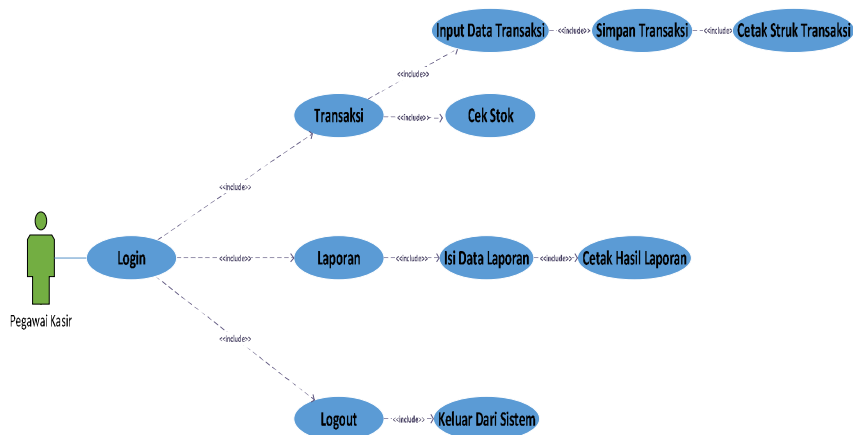 Input Data Transaksi
<<include>>
Simpan Transaksi
<<include>>
Cetak Struk Transaksi
<<include>>
Transaksi
<<include>>
Cek Stok
<<include>>
Login
<<include>>
Laporan
<<include>>
Isi Data Laporan
<<include>>
Cetak Hasil Laporan
Pegawai Kasir
<<include>>
Logout
<<include>>
Keluar Dari Sistem